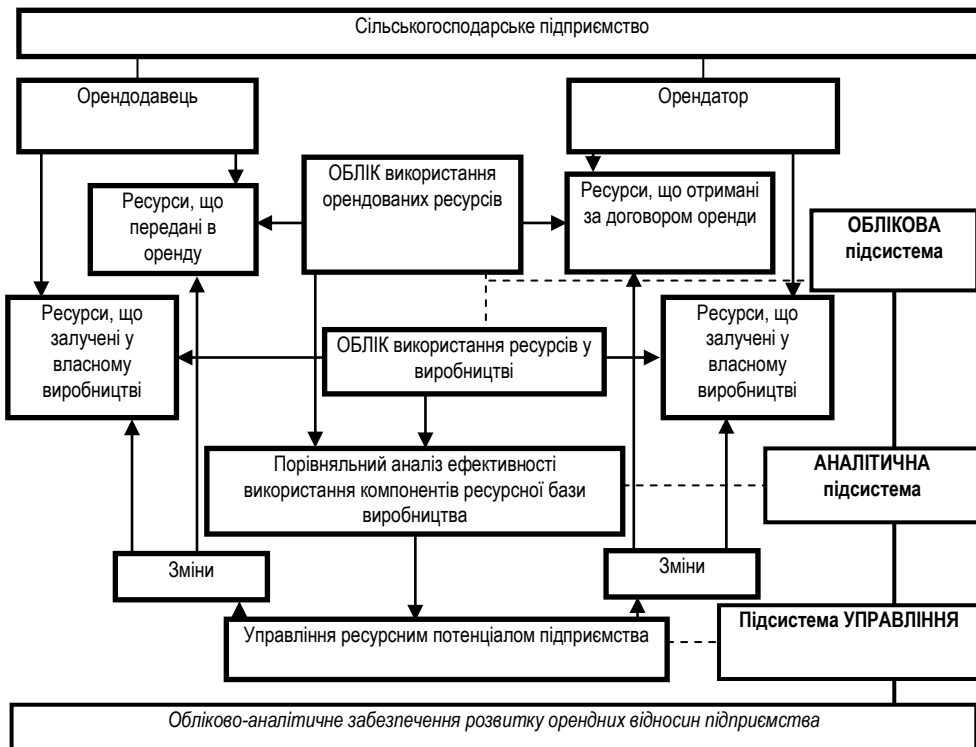 Сільськогосподарське підприємство
Орендодавець
Орендатор
ОБЛІК використання
орендованих ресурсів
Ресурси, що
передані в
оренду
Ресурси, що отримані
за договором оренди
ОБЛІКОВА
підсистема
Ресурси, що
залучені у
власному
виробництві
ОБЛІК використання ресурсів у
виробництві
Ресурси, що
залучені у
власному
виробництві
Порівняльний аналіз ефективності
використання компонентів ресурсної бази
виробництва
АНАЛІТИЧНА
підсистема
Зміни
Зміни
Управління ресурсним потенціалом підприємства
Підсистема УПРАВЛІННЯ
Обліково-аналітичне забезпечення розвитку орендних відносин підприємства